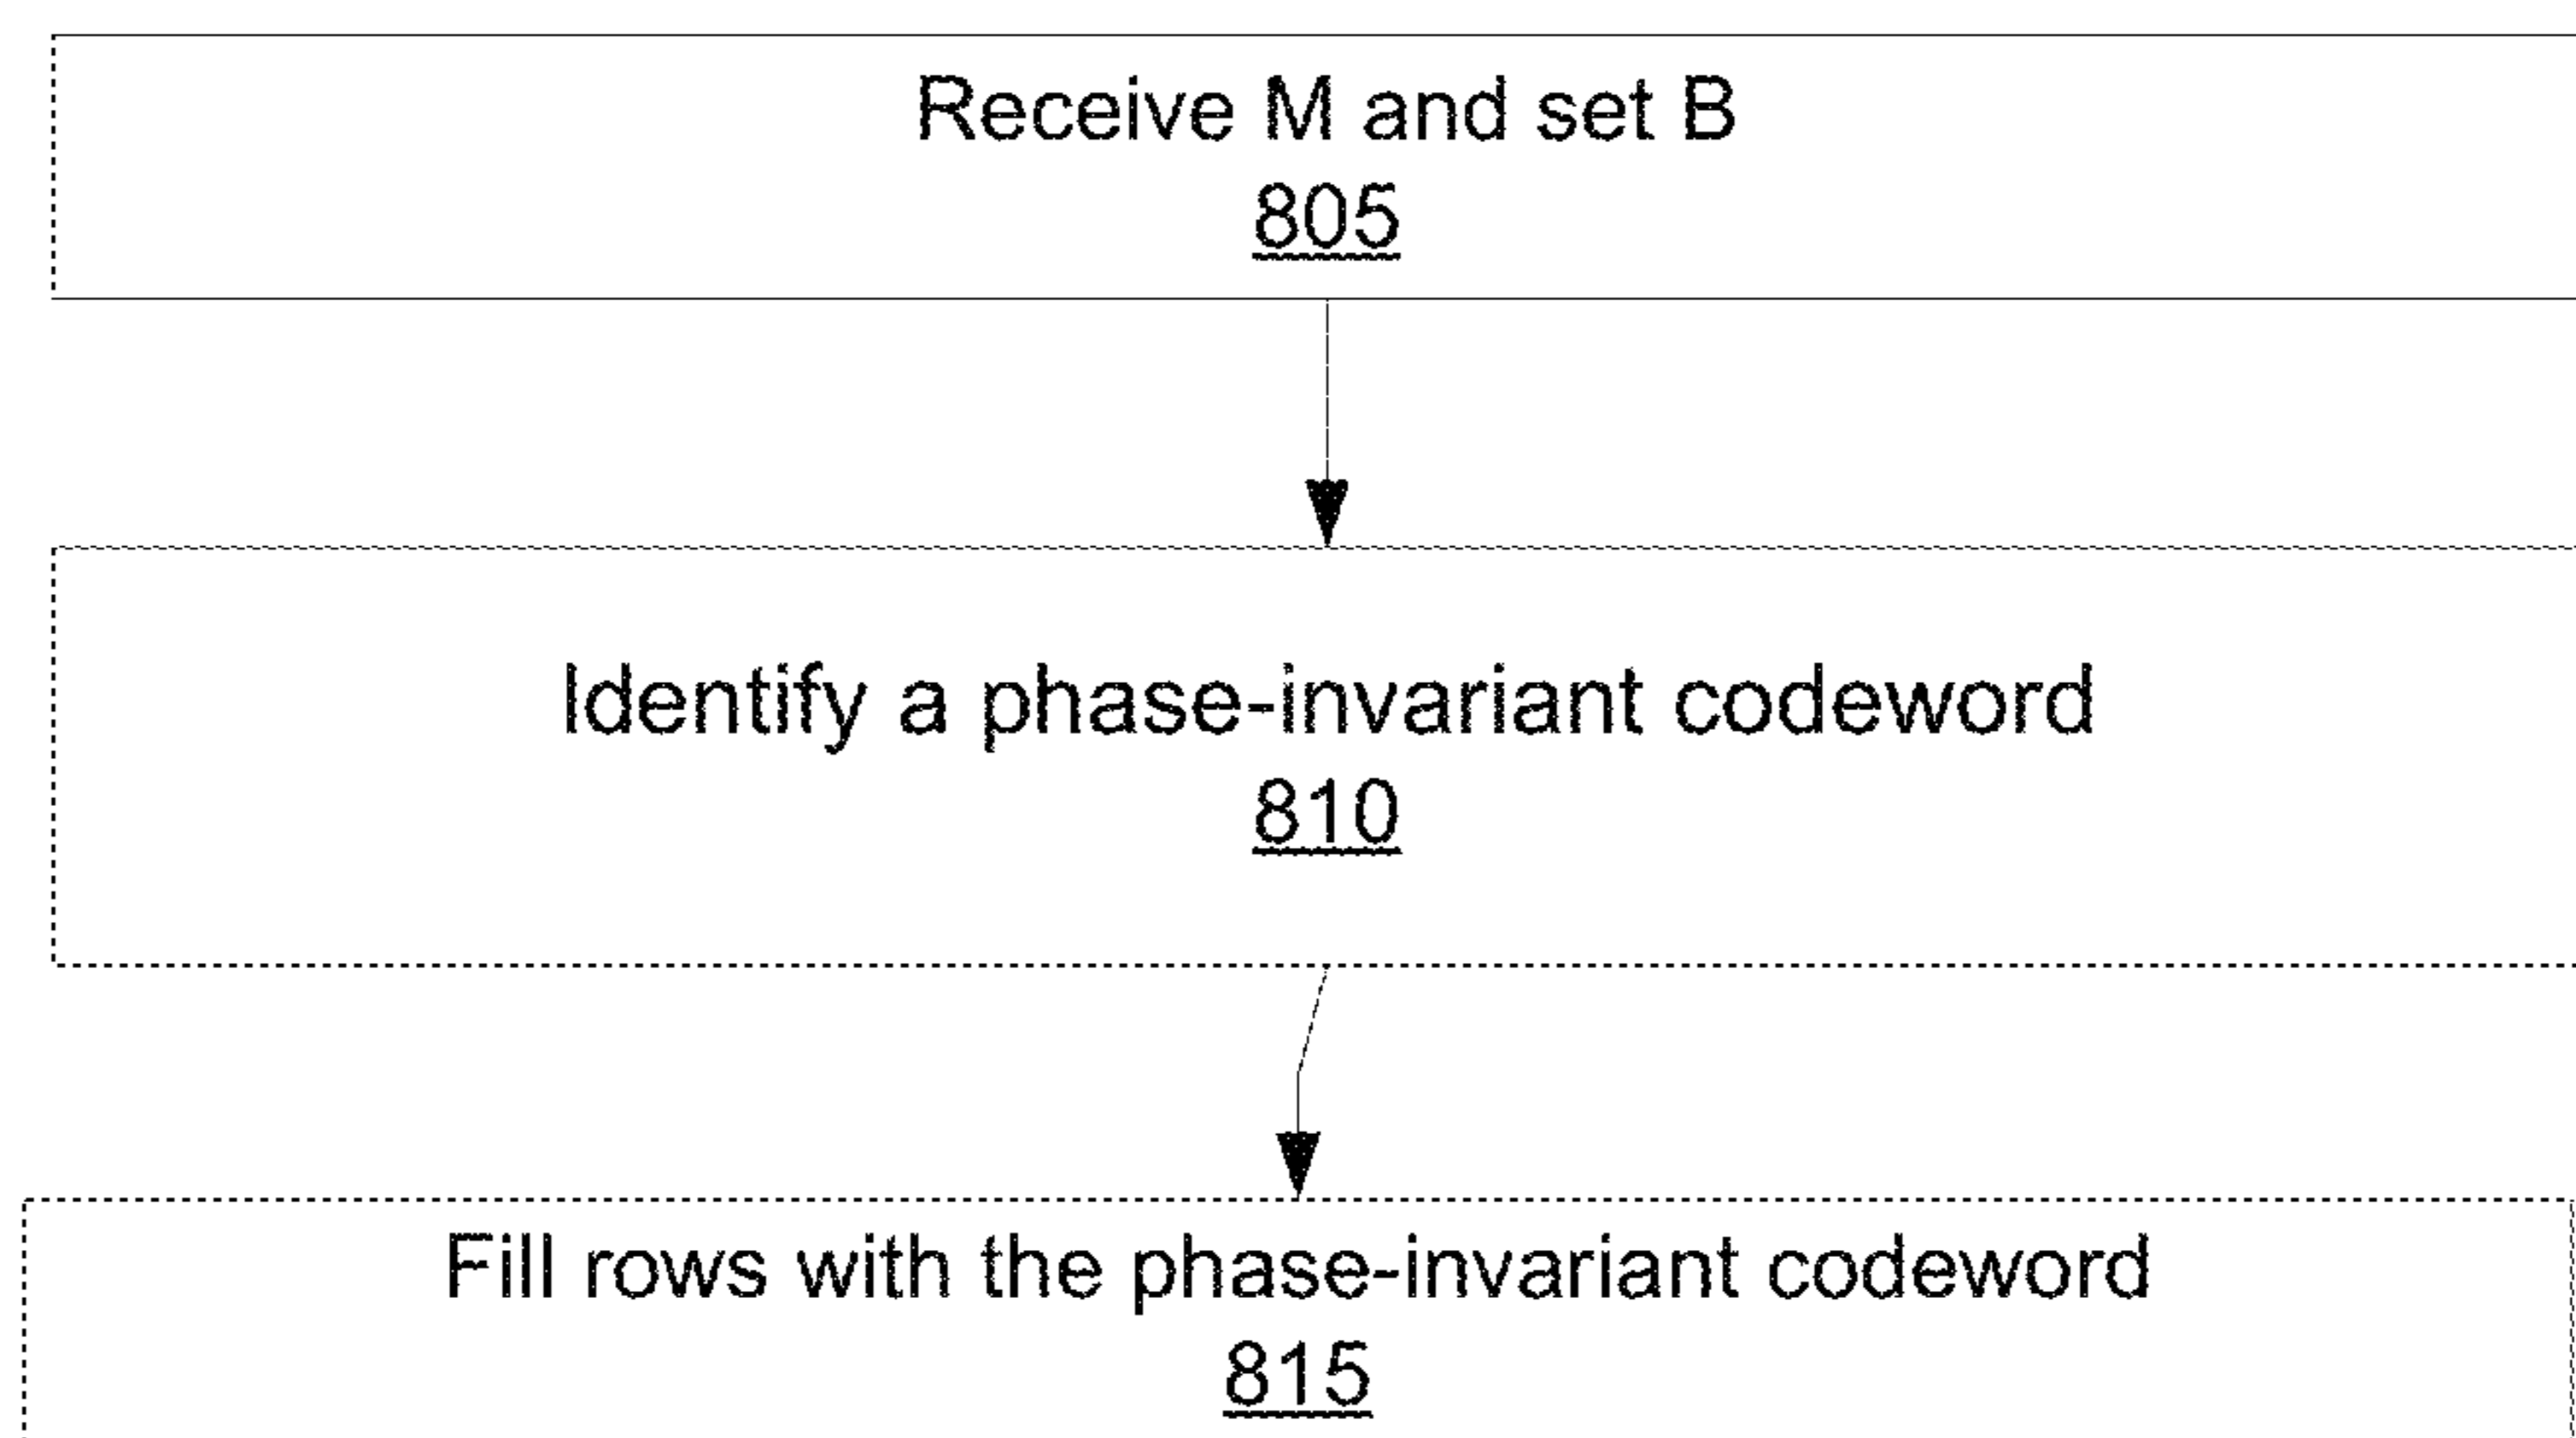 Receive M and set B
805
Identify a phase-invariant codeword
810
Fill rows with the phase-invariant codeword
815